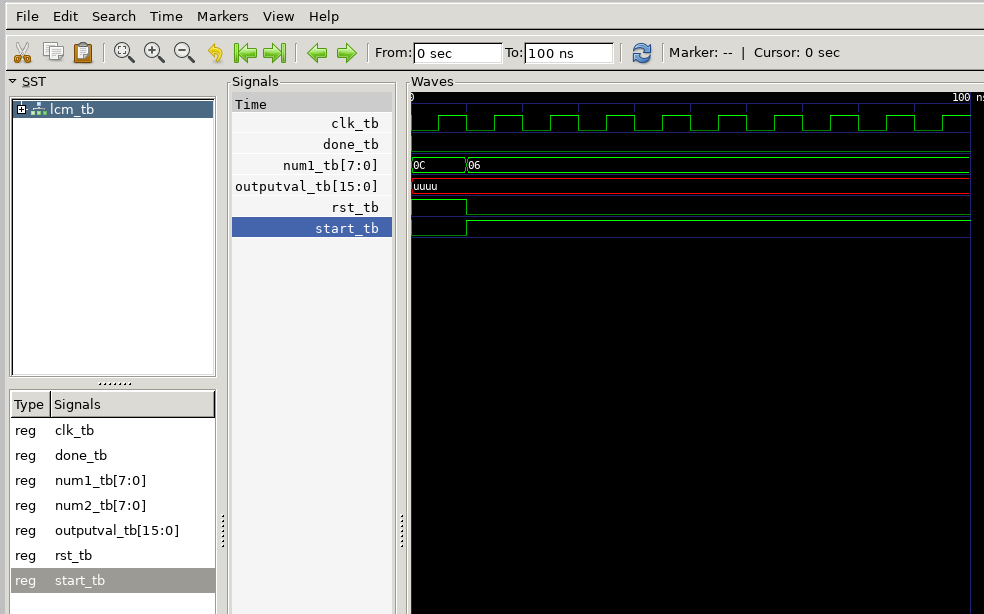 File Edit Search Time Markers View Help
From: 0 sec To: 100 ns Marker: -- | Cursor: 0 sec
SST
lcm_tb
Type Signals
reg clk_tb
reg done_tb
reg num1_tb[7:0]
reg num2_tb[7:0]
reg outputval_tb[15:0]
reg rst_tb
reg start_tb
Signals
Time
clk_tb
done_tb
num1_tb[7:0]
outputval_tb[15:0]
rst_tb
start_tb
Waves
0 100 ns
0C 06
uuuu